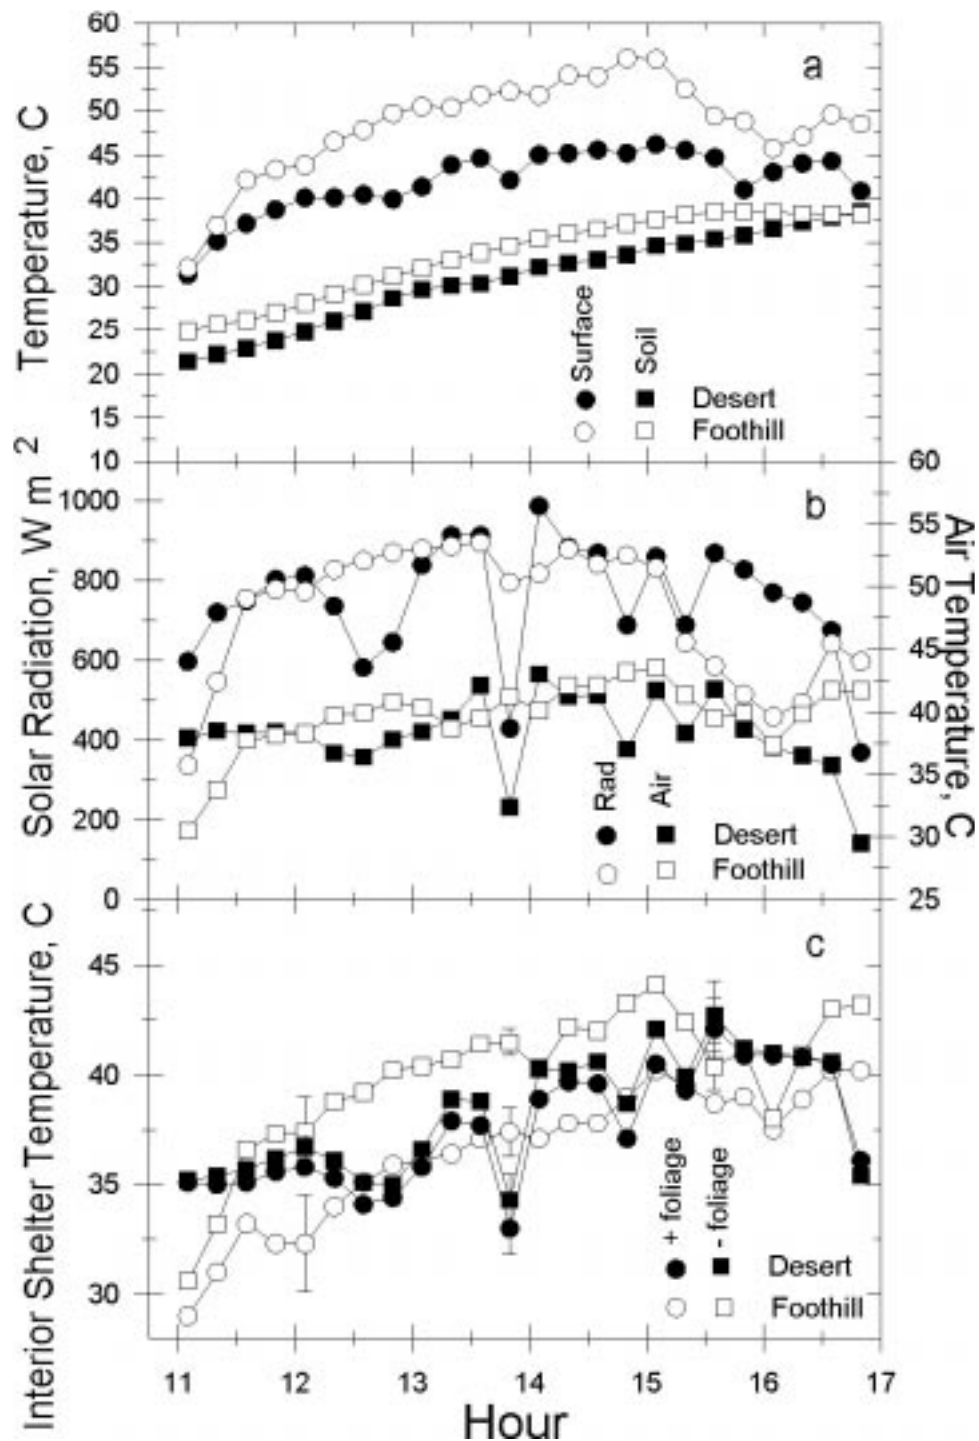 60
55
50
45
40
35
30
25
20
15
10
Temperature, C
a
Surface
Soil
Desert
Foothill
1000
800
600
400
200
0
Solar Radiation, W m 2
b
60
55
50
45
40
35
30
25
Air Temperature, C
Rad
Air
Desert
Foothill
45
40
35
30
Interior Shelter Temperature, C
c
+ foliage
- foliage
Desert
Foothill
11 12 13 14 15 16 17
Hour